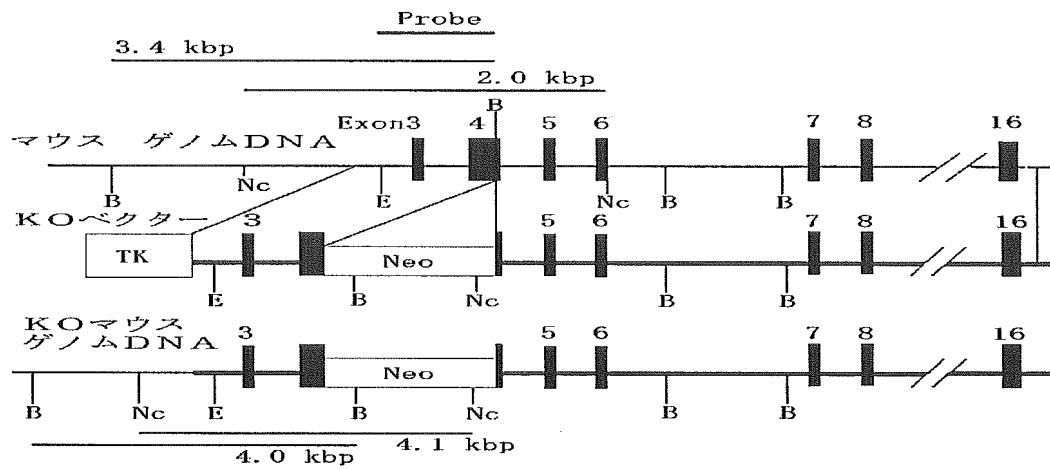 Probe
3.4 kbp
2.0 kbp
B
Exon3 4 5 6 7 8 16
マウス ゲノムDNA
B Nc E Nc B B
KOベクター
3 5 6 7 8 16
TK Neo
E B Nc B B
KOマウス
ゲノムDNA
3 5 6 7 8 16
Neo
B Nc E B Nc B B
4.1 kbp
4.0 kbp